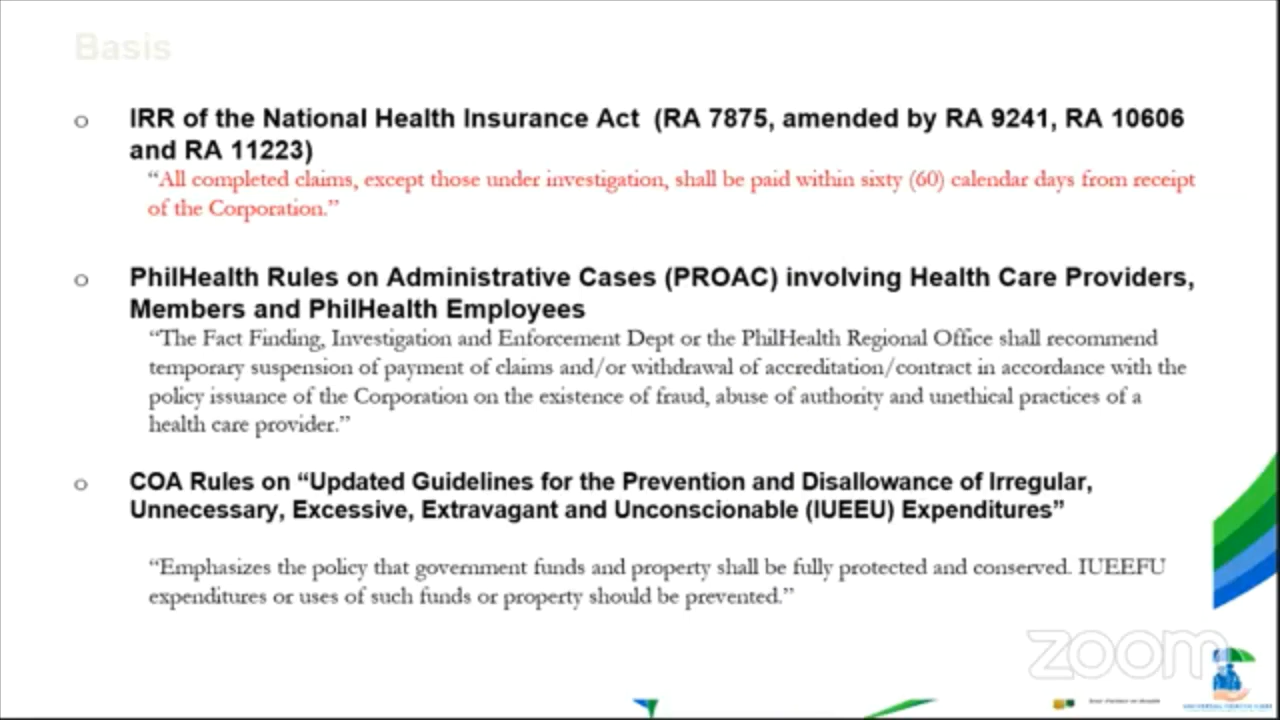 Basis
o IRR of the National Health Insurance Act (RA 7875, amended by RA 9241, RA 10606
and RA 11223)
“All completed claims, except those under investigation, shall be paid within sixty (60) calendar days from receipt
of the Corporation.”
o PhilHealth Rules on Administrative Cases (PROAC) involving Health Care Providers,
Members and PhilHealth Employees
“The Fact Finding, Investigation and Enforcement Dept or the PhilHealth Regional Office shall recommend
temporary suspension of payment of claims and/or withdrawal of accreditation/contract in accordance with the
policy issuance of the Corporation on the existence of fraud, abuse of authority and unethical practices of a
health care provider.”
o COA Rules on “Updated Guidelines for the Prevention and Disallowance of Irregular,
Unnecessary, Excessive, Extravagant and Unconscionable (IUEEU) Expenditures”
“Emphasizes the policy that government funds and property shall be fully protected and conserved. IUEEFU
expenditures or uses of such funds or property should be prevented.”
zoom
UNIVERSAL HEALTH CARE